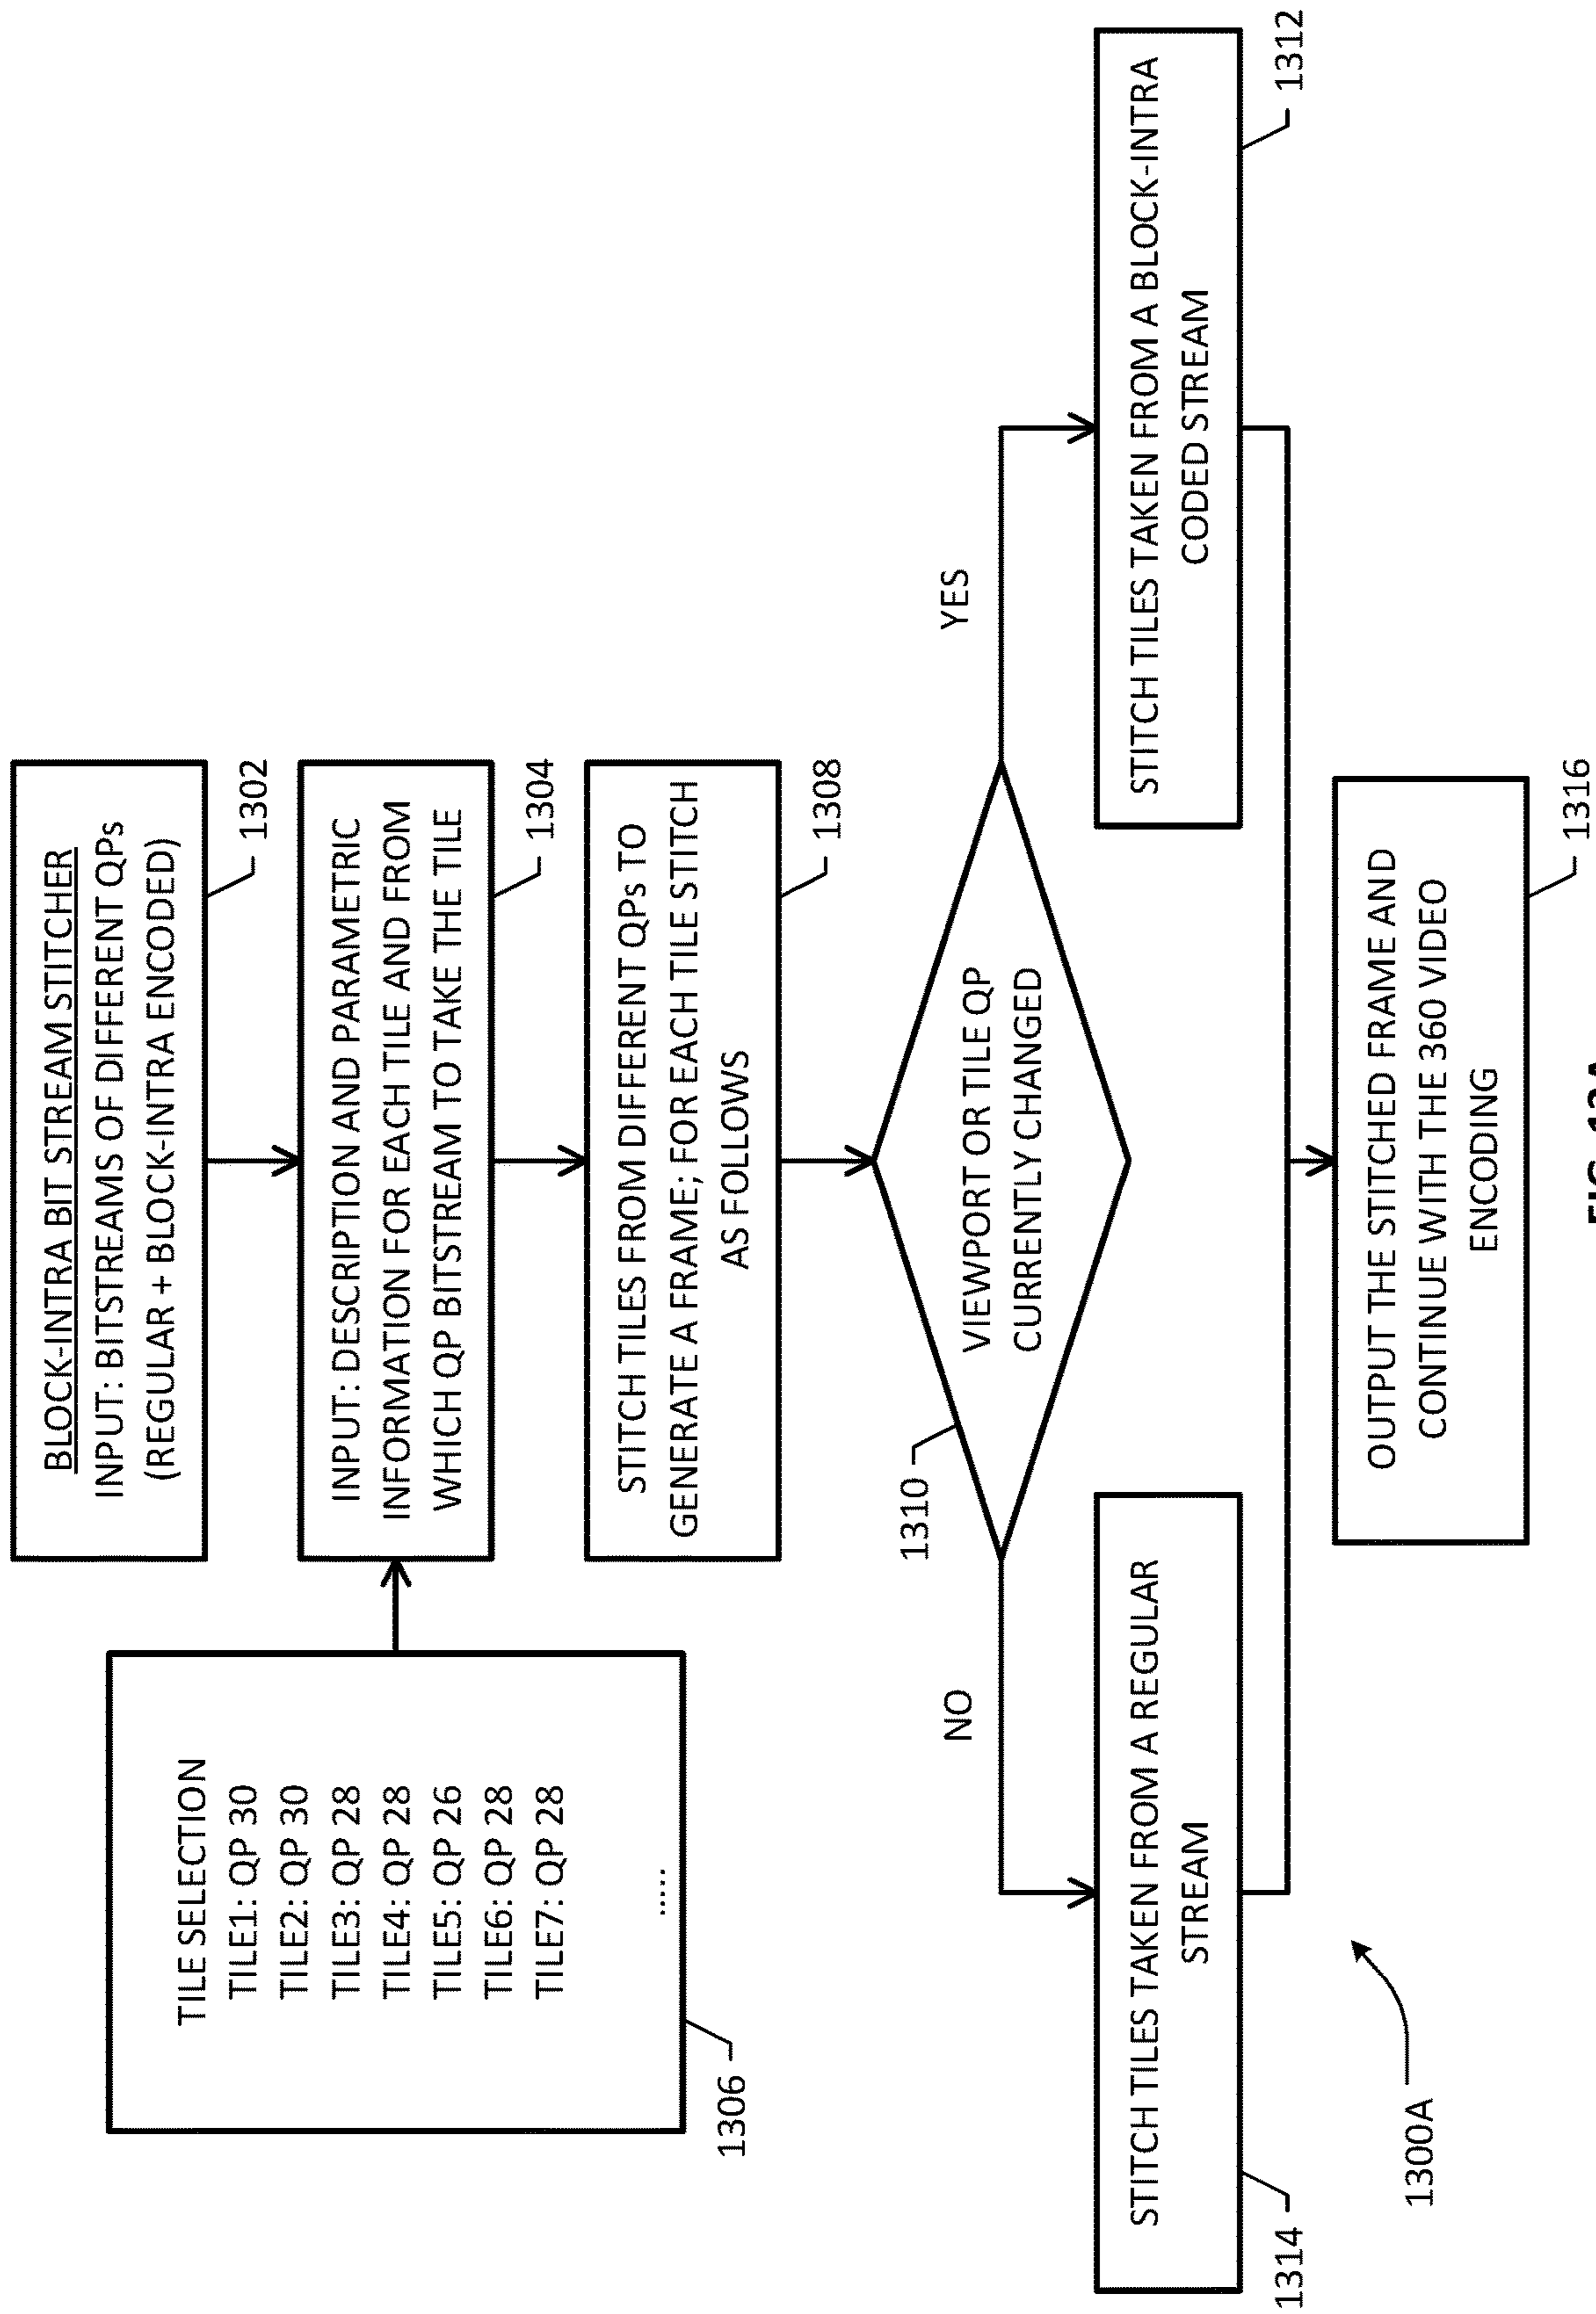 BLOCK-INTRA BIT STREAM STITCHER
INPUT: BITSTREAMS OF DIFFERENT QPs
(REGULAR + BLOCK-INTRA ENCODED)
1302
TILE SELECTION
TILE1: QP 30
TILE2: QP 30
TILE3: QP 28
TILE4: QP 28
TILE5: QP 26
TILE6: QP 28
TILE7: QP 28
.....
1306
INPUT: DESCRIPTION AND PARAMETRIC
INFORMATION FOR EACH TILE AND FROM
WHICH QP BITSTREAM TO TAKE THE TILE
1304
STITCH TILES FROM DIFFERENT QPs TO
GENERATE A FRAME; FOR EACH TILE STITCH
AS FOLLOWS
1308
1310
VIEWPORT OR TILE QP
CURRENTLY CHANGED
NO
YES
STITCH TILES TAKEN FROM A REGULAR
STREAM
1314
STITCH TILES TAKEN FROM A BLOCK-INTRA
CODED STREAM
1312
OUTPUT THE STITCHED FRAME AND
CONTINUE WITH THE 360 VIDEO
ENCODING
1316
1300A